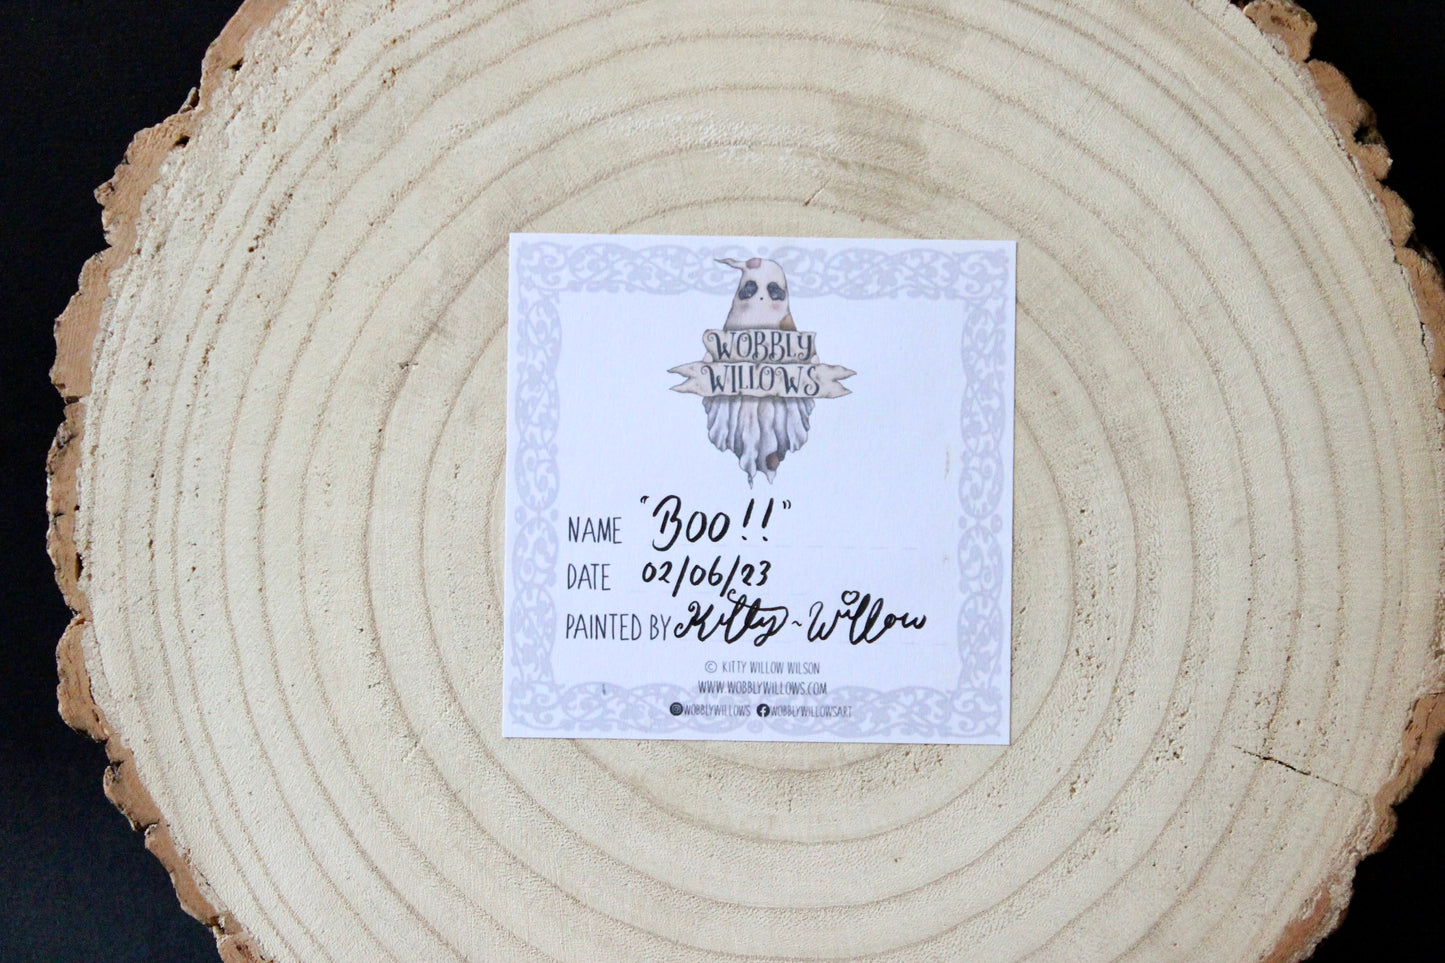 WOBBLY
WILLOWS
NAME "Boo!!"
DATE 02/06/23
PAINTED BY Kitty~Willow
© KITTY WILLOW WILSON
WWW.WOBBLYWILLOWS.COM
WOBBLYWILLOWS WOBBLYWILLOWSART